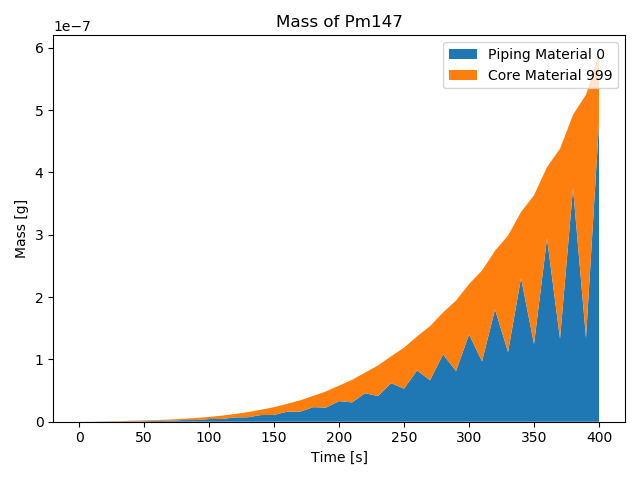 Mass of Pm147
1e−7
Piping Material 0
Core Material 999
6
5
4
3
2
1
0
Mass [g]
0 50 100 150 200 250 300 350 400
Time [s]